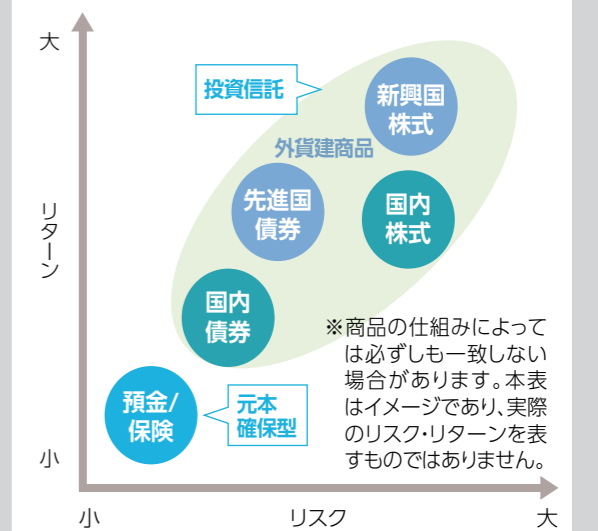 大
投資信託
新興国
株式
外貨建商品
先進国
債券
国内
株式
リターン
国内
債券
※商品の仕組みによって
は必ずしも一致しない
場合があります。本表
はイメージであり、実際
のリスク・リターンを表
すものではありません。
預金/
保険
元本
確保型
小
小
リスク
大